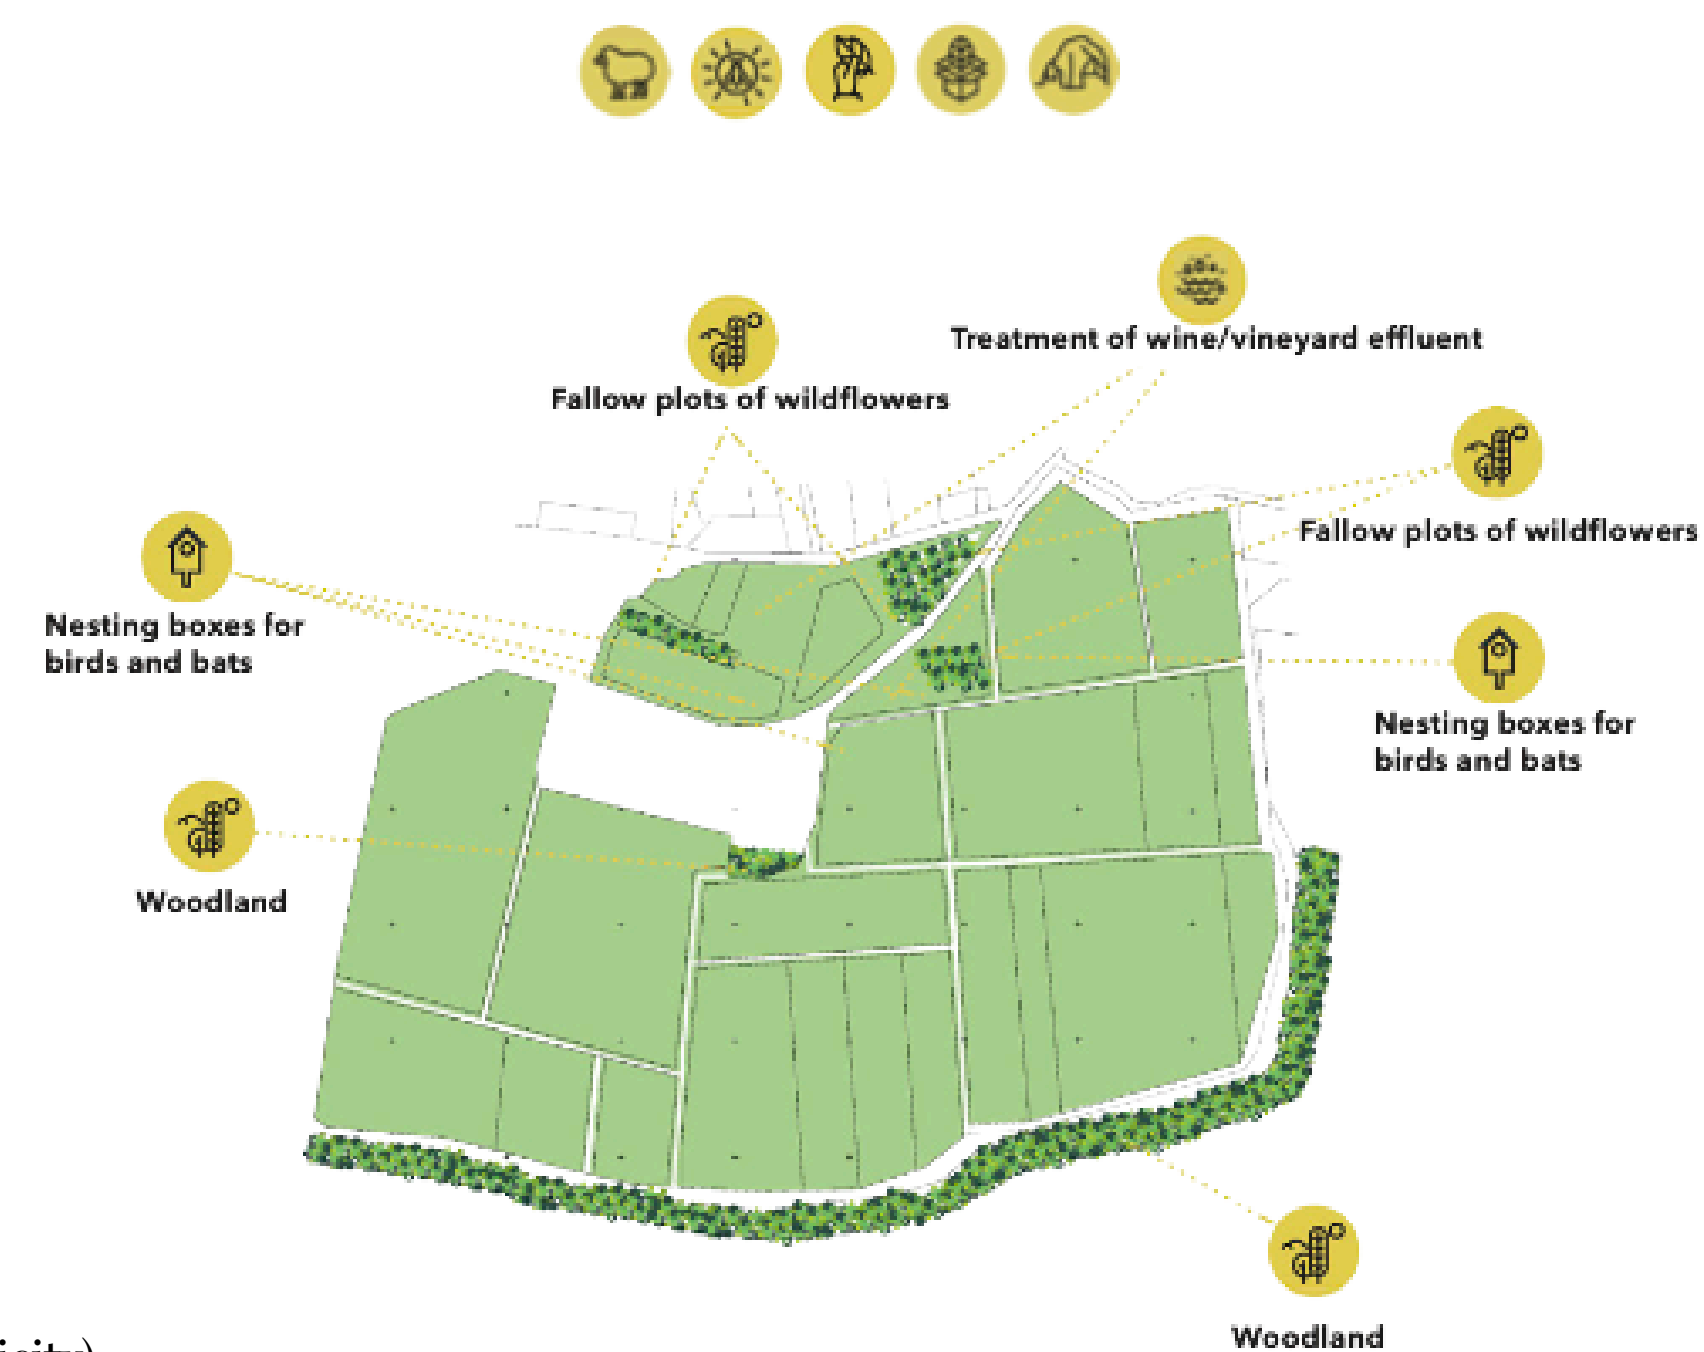 Treatment of wine/vineyard effluent
Fallow plots of wildflowers
Fallow plots of wildflowers
Nesting boxes for
birds and bats
Nesting boxes for
birds and bats
Woodland
Woodland